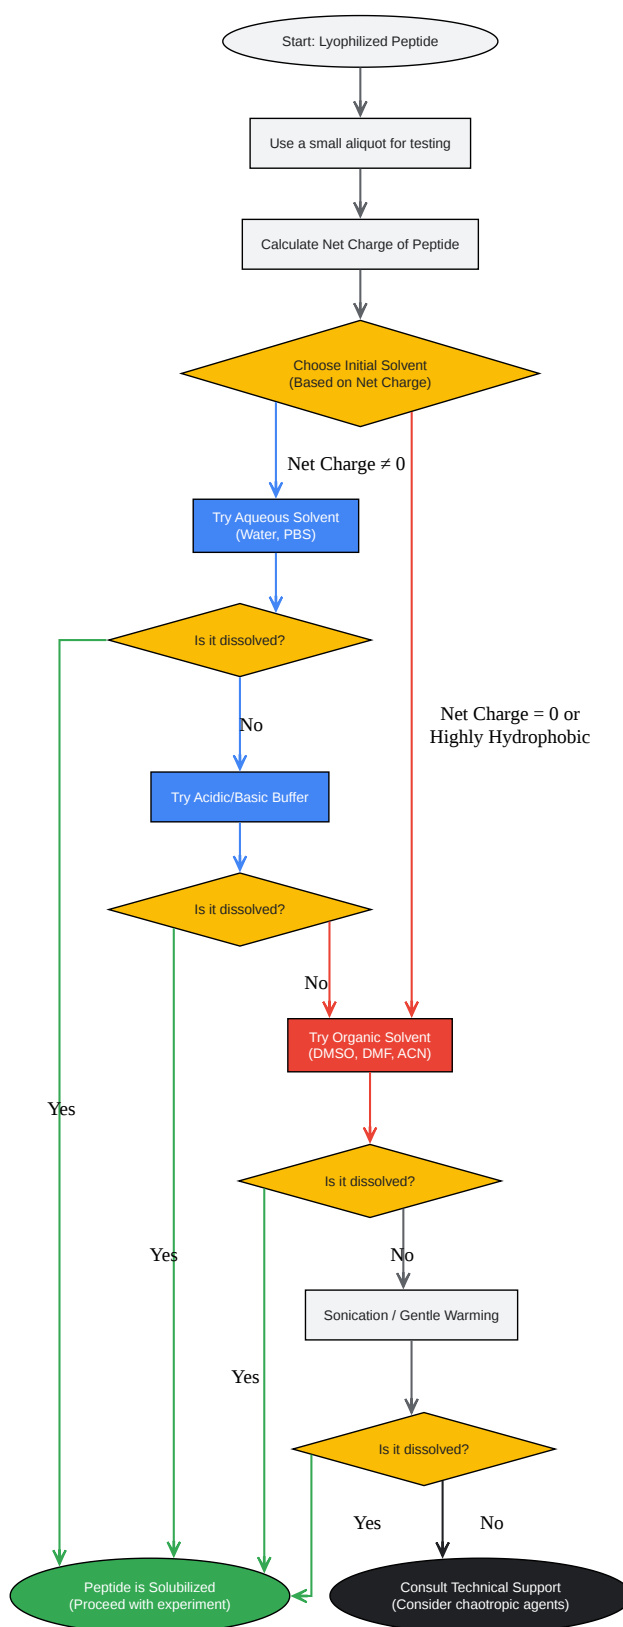 Start: Lyophilized Peptide
Use a small aliquot for testing
Calculate Net Charge of Peptide
Choose Initial Solvent
(Based on Net Charge)
Net Charge ≠ 0
Try Aqueous Solvent
(Water, PBS)
Is it dissolved?
Net Charge = 0 or
Highly Hydrophobic
No
Try Acidic/Basic Buffer
Is it dissolved?
No
Try Organic Solvent
(DMSO, DMF, ACN)
Yes
Is it dissolved?
Yes
No
Sonication / Gentle Warming
Yes
Is it dissolved?
Yes
No
Peptide is Solubilized
(Proceed with experiment)
Consult Technical Support
(Consider chaotropic agents)